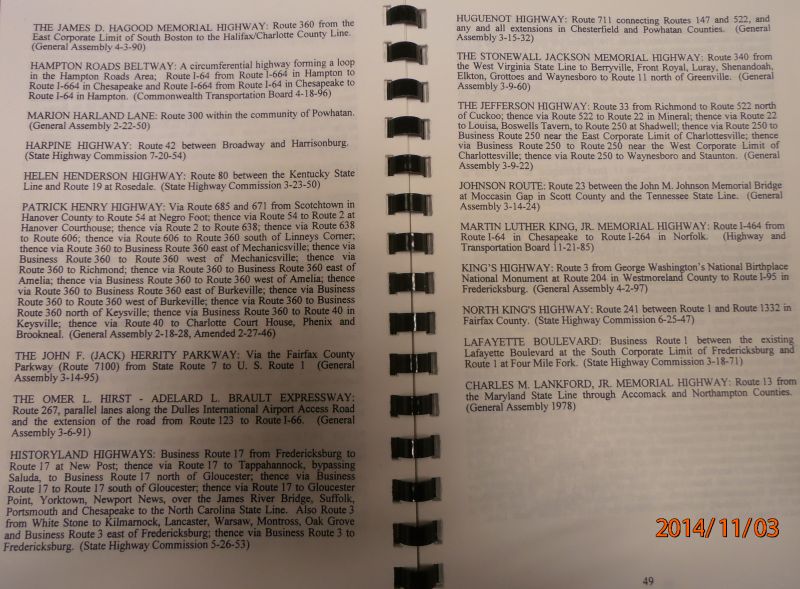 THE JAMES D. HAGOOD MEMORIAL HIGHWAY: Route 360 from the
East Corporate Limit of South Boston to the Halifax/Charlotte County Line.
(General Assembly 4-3-90)
HAMPTON ROADS BELTWAY: A circumferential highway forming a loop
in the Hampton Roads Area; Route I-64 from Route I-664 in Hampton to
Route I-664 in Chesapeake and Route I-664 from Route I-64 in Chesapeake to
Route I-64 in Hampton. (Commonwealth Transportation Board 4-18-96)
MARION HARLAND LANE: Route 300 within the community of Powhatan.
(General Assembly 2-22-50)
HARPINE HIGHWAY: Route 42 between Broadway and Harrisonburg.
(State Highway Commission 7-20-54)
HELEN HENDERSON HIGHWAY: Route 80 between the Kentucky State
Line and Route 19 at Rosedale. (State Highway Commission 3-23-50)
PATRICK HENRY HIGHWAY: Via Route 685 and 671 from Scotchtown in
Hanover County to Route 54 at Negro Foot; thence via Route 54 to Route 2 at
Hanover Courthouse; thence via Route 2 to Route 638; thence via Route 638
to Route 606; thence via Route 606 to Route 360 south of Linneys Corner;
thence via Route 360 to Business Route 360 east of Mechanicsville; thence via
Business Route 360 to Route 360 west of Mechanicsville; thence via
Route 360 to Richmond; thence via Route 360 to Business Route 360 east of
Amelia; thence via Business Route 360 to Route 360 west of Amelia; thence
via Route 360 to Business Route 360 east of Burkeville; thence via Business
Route 360 to Route 360 west of Burkeville; thence via Route 360 to Business
Route 360 north of Keysville; thence via Business Route 360 to Route 40 in
Keysville; thence via Route 40 to Charlotte Court House, Phenix and
Brookneal. (General Assembly 2-18-28, Amended 2-27-46)
THE JOHN F. (JACK) HERRITY PARKWAY: Via the Fairfax County
Parkway (Route 7100) from State Route 7 to U. S. Route 1 (General
Assembly 3-14-95)
THE OMER L. HIRST - ADELARD L. BRAULT EXPRESSWAY:
Route 267, parallel lanes along the Dulles International Airport Access Road
and the extension of the road from Route 123 to Route I-66. (General
Assembly 3-6-91)
HISTORYLAND HIGHWAYS: Business Route 17 from Fredericksburg to
Route 17 at New Post; thence via Route 17 to Tappahannock, bypassing
Saluda, to Business Route 17 north of Gloucester; thence via Business
Route 17 to Route 17 south of Gloucester; thence via Route 17 to Gloucester
Point, Yorktown, Newport News, over the James River Bridge, Suffolk,
Portsmouth and Chesapeake to the North Carolina State Line. Also Route 3
from White Stone to Kilmarnock, Lancaster, Warsaw, Montross, Oak Grove
and Business Route 3 east of Fredericksburg; thence via Business Route 3 to
Fredericksburg. (State Highway Commission 5-26-53)
HUGUENOT HIGHWAY: Route 711 connecting Routes 147 and 522, and
any and all extensions in Chesterfield and Powhatan Counties. (General
Assembly 3-15-32)
THE STONEWALL JACKSON MEMORIAL HIGHWAY: Route 340 from
the West Virginia State Line to Berryville, Front Royal, Luray, Shenandoah,
Elkton, Grottoes and Waynesboro to Route 11 north of Greenville. (General
Assembly 3-9-60)
THE JEFFERSON HIGHWAY: Route 33 from Richmond to Route 522 north
of Cuckoo; thence via Route 522 to Route 22 in Mineral; thence via Route 22
to Louisa, Boswells Tavern, to Route 250 at Shadwell; thence via Route 250 to
Business Route 250 near the East Corporate Limit of Charlottesville; thence
via Business Route 250 to Route 250 near the West Corporate Limit of
Charlottesville; thence via Route 250 to Waynesboro and Staunton. (General
Assembly 3-9-22)
JOHNSON ROUTE: Route 23 between the John M. Johnson Memorial Bridge
at Moccasin Gap in Scott County and the Tennessee State Line. (General
Assembly 3-14-24)
MARTIN LUTHER KING, JR. MEMORIAL HIGHWAY: Route I-464 from
Route I-64 in Chesapeake to Route I-264 in Norfolk. (Highway and
Transportation Board 11-21-85)
KING'S HIGHWAY: Route 3 from George Washington's National Birthplace
National Monument at Route 204 in Westmoreland County to Route I-95 in
Fredericksburg. (General Assembly 4-2-97)
NORTH KING'S HIGHWAY: Route 241 between Route 1 and Route 1332 in
Fairfax County. (State Highway Commission 6-25-47)
LAFAYETTE BOULEVARD: Business Route 1 between the existing
Lafayette Boulevard at the South Corporate Limit of Fredericksburg and
Route 1 at Four Mile Fork. (State Highway Commission 3-18-71)
CHARLES M. LANKFORD, JR. MEMORIAL HIGHWAY: Route 13 from
the Maryland State Line through Accomack and Northampton Counties.
(General Assembly 1978)
2014/11/03
49